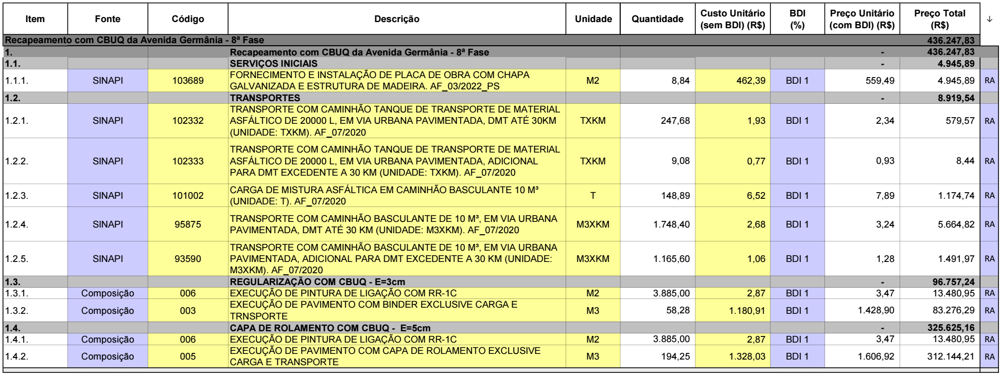 Item Fonte Código Descrição Unidade Quantidade Custo Unitário (sem BDI) (R$) BDI (%) Preço Unitário (com BDI) (R$) Preço Total (R$) ↓
Recapeamento com CBUQ da Avenida Germânia - 8ª Fase 436.247,83
1. Recapeamento com CBUQ da Avenida Germânia - 8ª Fase - 436.247,83
1.1. SERVIÇOS INICIAIS - 4.945,89
FORNECIMENTO E INSTALAÇÃO DE PLACA DE OBRA COM CHAPA
1.1.1. SINAPI 103689 GALVANIZADA E ESTRUTURA DE MADEIRA. AF_03/2022_PS M2 8,84 462,39 BDI 1 559,49 4.945,89 RA
1.2. TRANSPORTES - 8.919,54
TRANSPORTE COM CAMINHÃO TANQUE DE TRANSPORTE DE MATERIAL
1.2.1. SINAPI 102332 ASFÁLTICO DE 20000 L, EM VIA URBANA PAVIMENTADA, DMT ATÉ 30KM TXKM 247,68 1,93 BDI 1 2,34 579,57 RA
(UNIDADE: TXKM). AF_07/2020
TRANSPORTE COM CAMINHÃO TANQUE DE TRANSPORTE DE MATERIAL
1.2.2. SINAPI 102333 ASFÁLTICO DE 20000 L, EM VIA URBANA PAVIMENTADA, ADICIONAL TXKM 9,08 0,77 BDI 1 0,93 8,44 RA
PARA DMT EXCEDENTE A 30 KM (UNIDADE: TXKM). AF_07/2020
CARGA DE MISTURA ASFÁLTICA EM CAMINHÃO BASCULANTE 10 M³
1.2.3. SINAPI 101002 (UNIDADE: T). AF_07/2020 T 148,89 6,52 BDI 1 7,89 1.174,74 RA
TRANSPORTE COM CAMINHÃO BASCULANTE DE 10 M³, EM VIA URBANA
1.2.4. SINAPI 95875 PAVIMENTADA, DMT ATÉ 30 KM (UNIDADE: M3XKM). AF_07/2020 M3XKM 1.748,40 2,68 BDI 1 3,24 5.664,82 RA
TRANSPORTE COM CAMINHÃO BASCULANTE DE 10 M³, EM VIA URBANA
1.2.5. SINAPI 93590 PAVIMENTADA, ADICIONAL PARA DMT EXCEDENTE A 30 KM (UNIDADE: M3XKM 1.165,60 1,06 BDI 1 1,28 1.491,97 RA
M3XKM). AF_07/2020
1.3. REGULARIZAÇÃO COM CBUQ - E=3cm - 96.757,24
1.3.1. Composição 006 EXECUÇÃO DE PINTURA DE LIGAÇÃO COM RR-1C M2 3.885,00 2,87 BDI 1 3,47 13.480,95 RA
EXECUÇÃO DE PAVIMENTO COM BINDER EXCLUSIVE CARGA E
1.3.2. Composição 003 TRNSPORTE M3 58,28 1.180,91 BDI 1 1.428,90 83.276,29 RA
1.4. CAPA DE ROLAMENTO COM CBUQ - E=5cm - 325.625,16
1.4.1. Composição 006 EXECUÇÃO DE PINTURA DE LIGAÇÃO COM RR-1C M2 3.885,00 2,87 BDI 1 3,47 13.480,95 RA
EXECUÇÃO DE PAVIMENTO COM CAPA DE ROLAMENTO EXCLUSIVE
1.4.2. Composição 005 CARGA E TRANSPORTE M3 194,25 1.328,03 BDI 1 1.606,92 312.144,21 RA